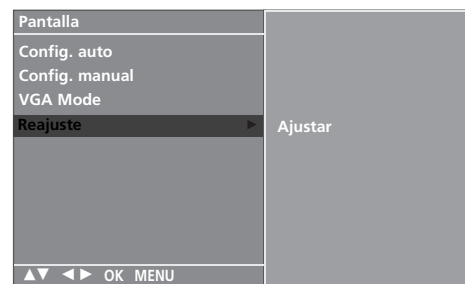 Pantalla
Config. auto
Config. manual
VGA Mode
Reajuste ▶ Ajustar
▲▼ ◀▶ OK MENU